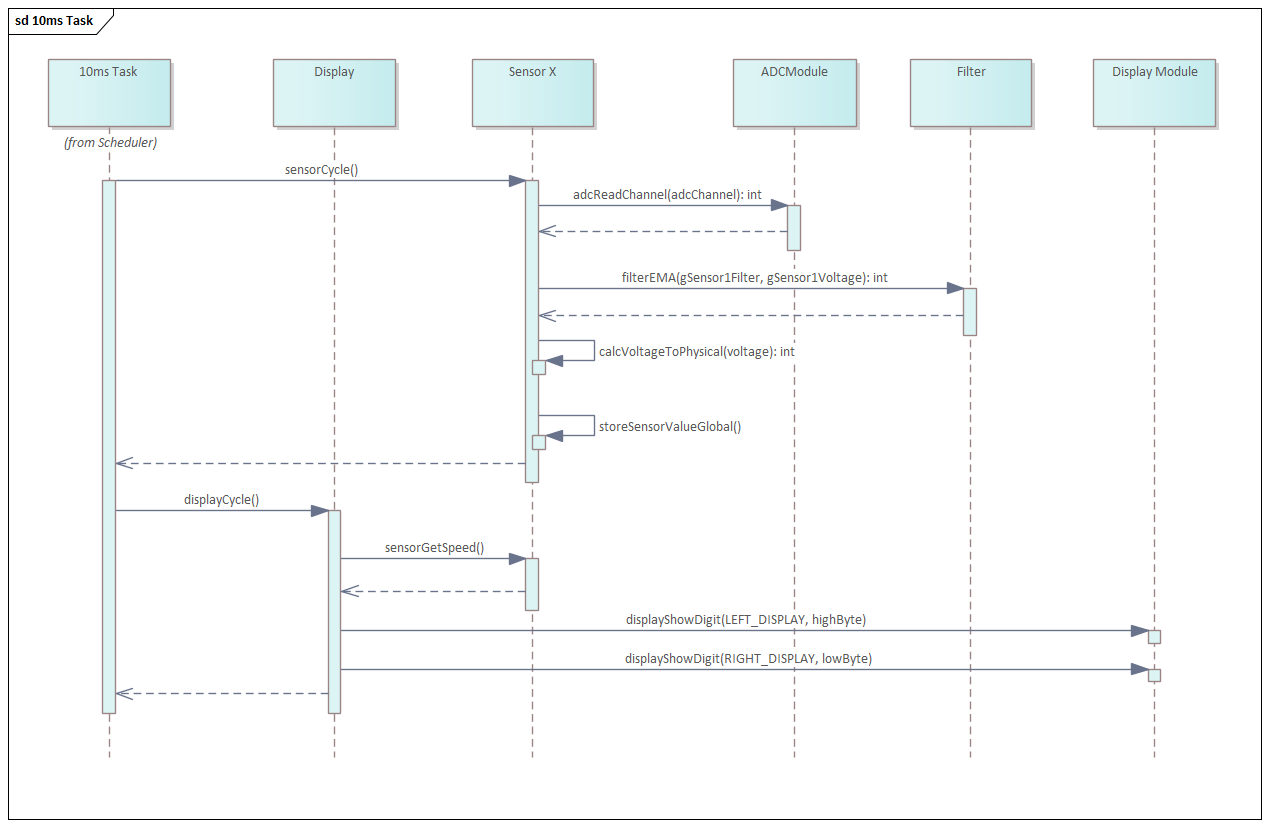 sd 10ms Task
10ms Task
Display
Sensor X
ADCModule
Filter
Display Module
(from Scheduler)
sensorCycle()
adcReadChannel(adcChannel): int
filterEMA(gSensor1Filter, gSensor1Voltage): int
calcVoltageToPhysical(voltage): int
storeSensorValueGlobal()
displayCycle()
sensorGetSpeed()
displayShowDigit(LEFT_DISPLAY, highByte)
displayShowDigit(RIGHT_DISPLAY, lowByte)